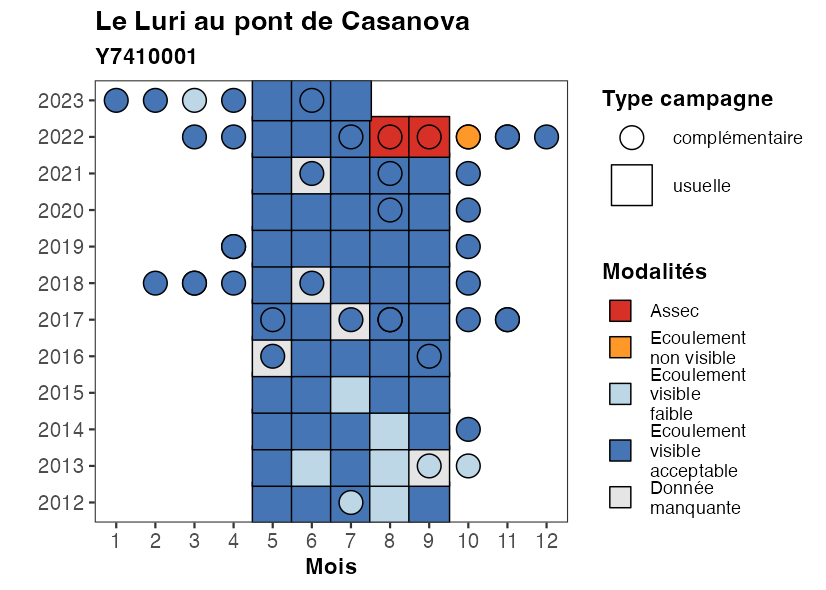 Le Luri au pont de Casanova
Y7410001
2023
2022
2021
2020
2019
2018
2017
2016
2015
2014
2013
2012
1 2 3 4 5 6 7 8 9 10 11 12
Mois
Type campagne
complémentaire
usuelle
Modalités
Assec
Ecoulement
non visible
Ecoulement
visible
faible
Ecoulement
visible
acceptable
Donnée
manquante